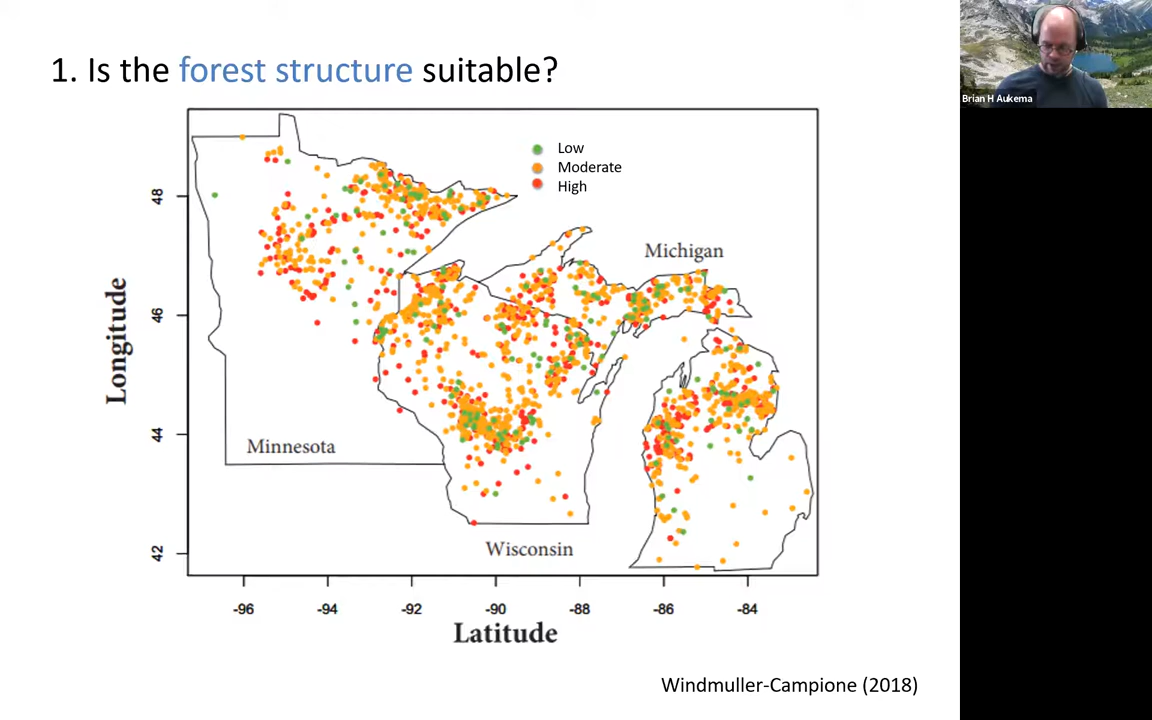 1. Is the forest structure suitable?
Brian H Aukema
Low
Moderate
High
Michigan
Minnesota
Wisconsin
Longitude
48
46
44
42
-96 -94 -92 -90 -88 -86 -84
Latitude
Windmuller-Campione (2018)